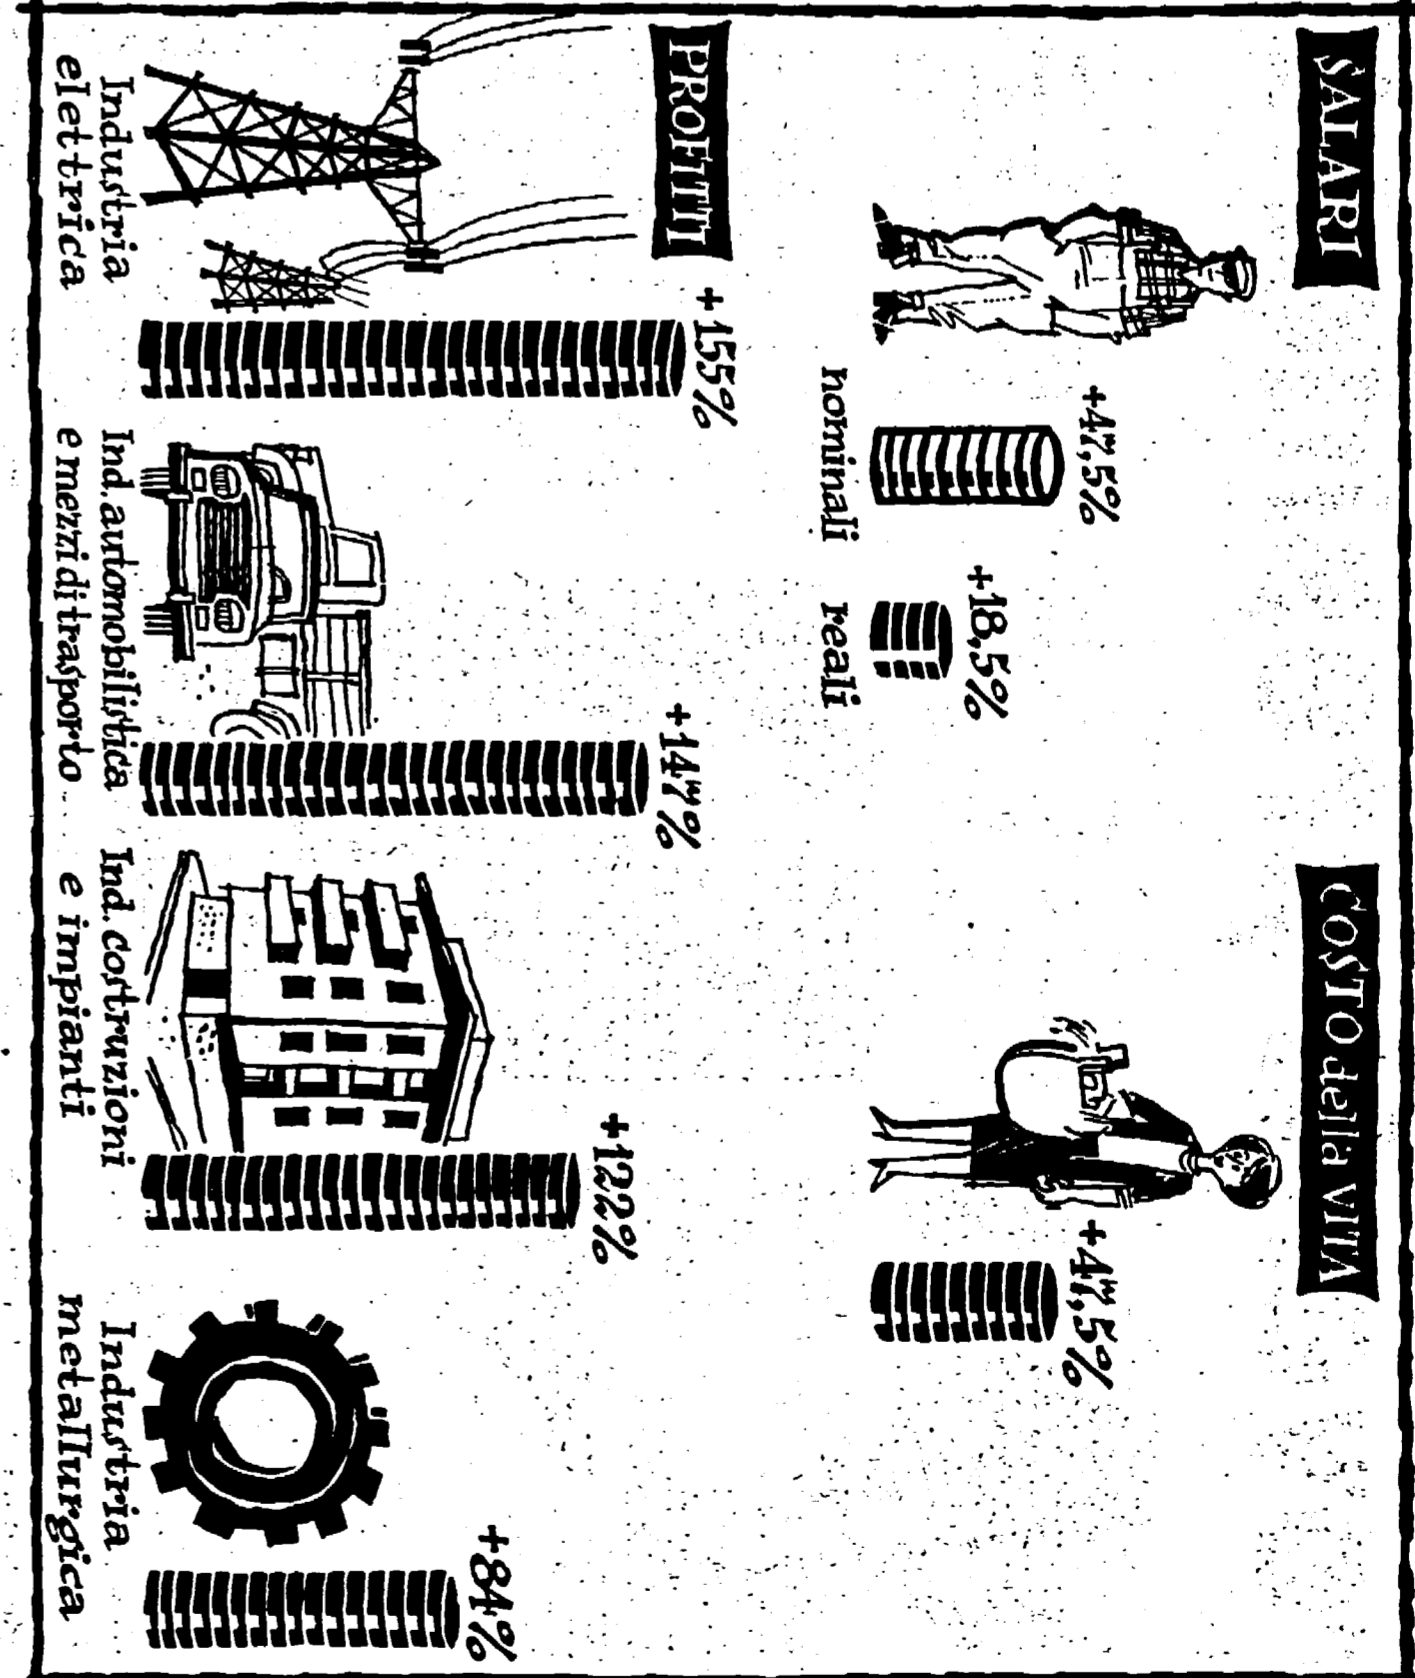 SALARI
COSTO della VITA
+47,5%
+18,5%
+47,5%
nominali
reali
PROFITTI
+155%
+147%
+122%
+84%
Industria
elettrica
Ind. automobilistica
e mezzi di trasporto
Ind. costruzioni
e impianti
Industria
metallurgica